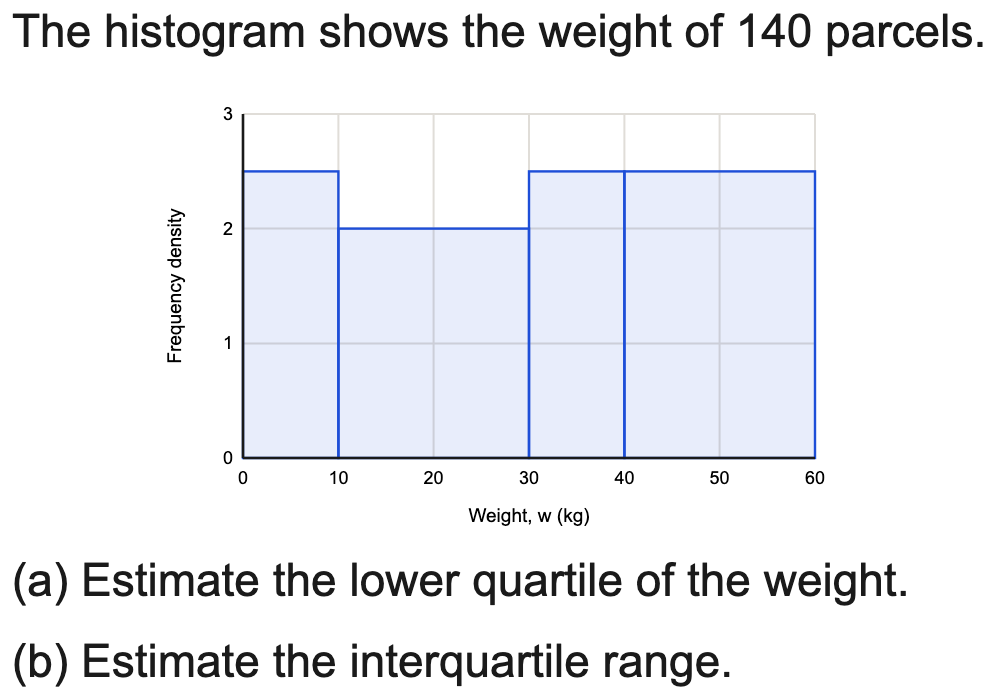 The histogram shows the weight of 140 parcels.
3
2
1
0
Frequency density
0 10 20 30 40 50 60
Weight, w (kg)
(a) Estimate the lower quartile of the weight.
(b) Estimate the interquartile range.